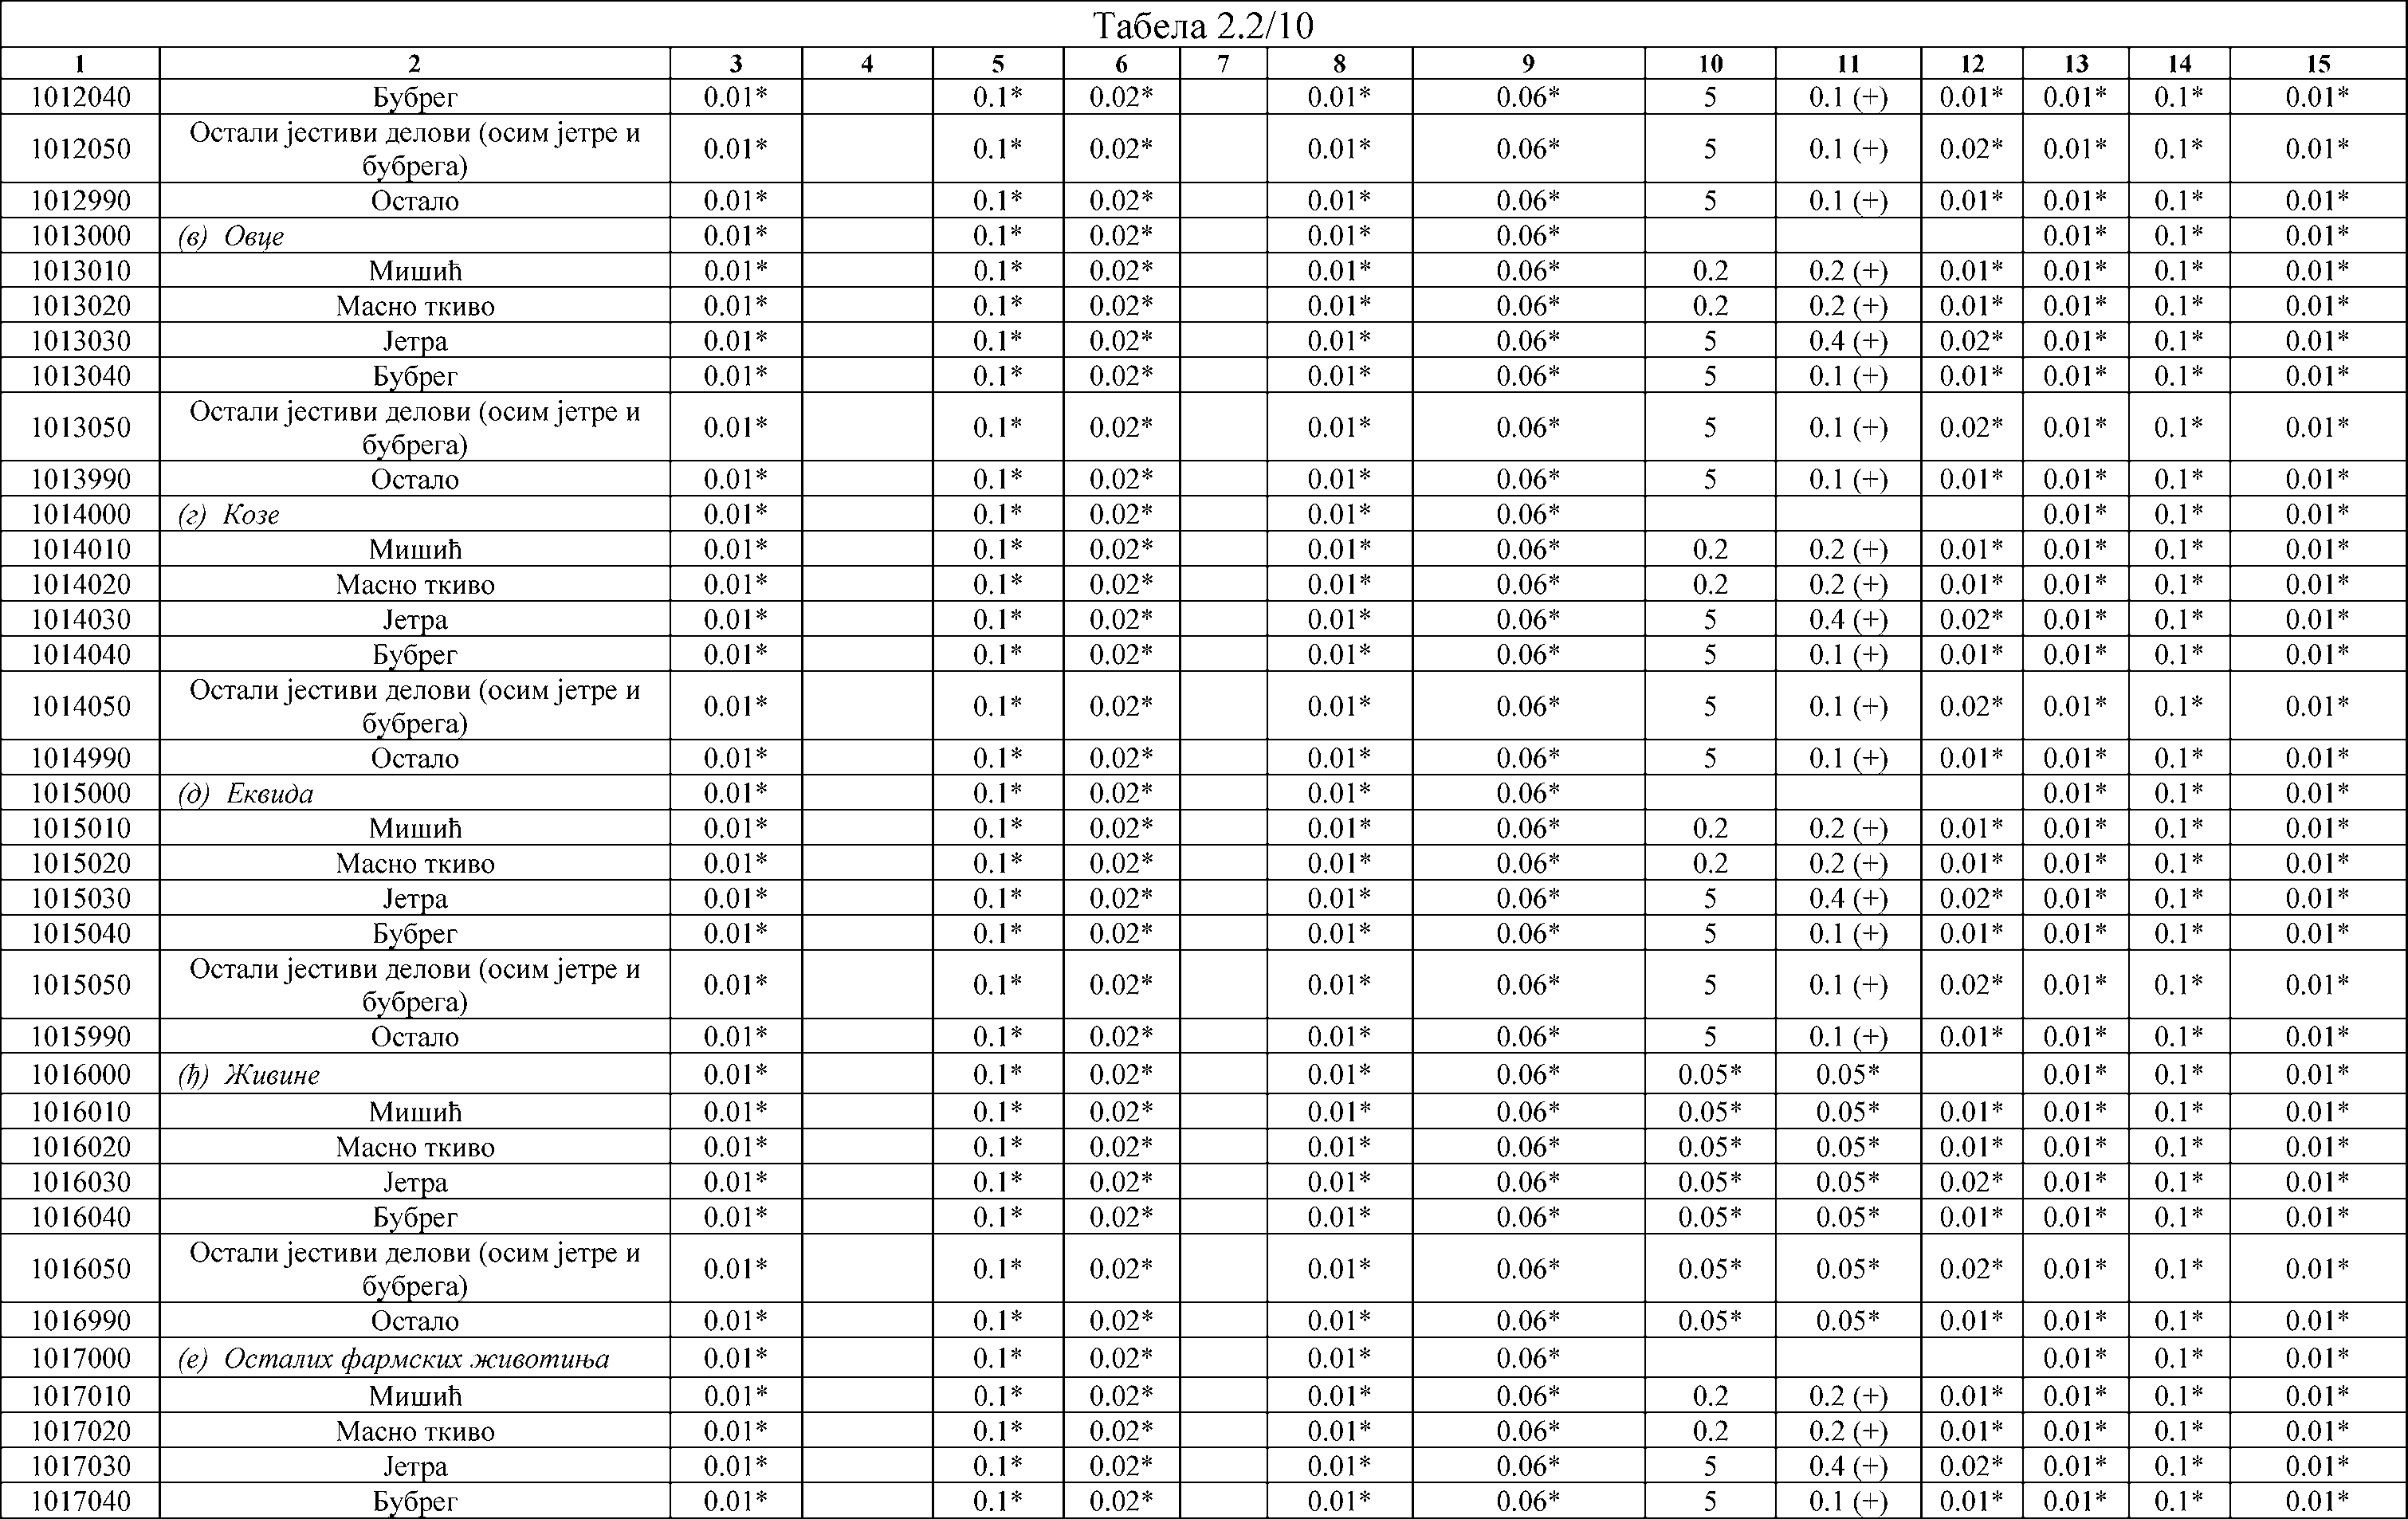 Табела 2.2/10
1 2 3 4 5 6 7 8 9 10 11 12 13 14 15
1012040 Бубрег 0.01* 0.1* 0.02* 0.01* 0.06* 5 0.1 (+) 0.01* 0.01* 0.1* 0.01*
1012050 Остали јестиви делови (осим јетре и
бубрега) 0.01* 0.1* 0.02* 0.01* 0.06* 5 0.1 (+) 0.02* 0.01* 0.1* 0.01*
1012990 Остало 0.01* 0.1* 0.02* 0.01* 0.06* 5 0.1 (+) 0.01* 0.01* 0.1* 0.01*
1013000 (в) Овце 0.01* 0.1* 0.02* 0.01* 0.06* 0.01* 0.1* 0.01*
1013010 Мишић 0.01* 0.1* 0.02* 0.01* 0.06* 0.2 0.2 (+) 0.01* 0.01* 0.1* 0.01*
1013020 Масно ткиво 0.01* 0.1* 0.02* 0.01* 0.06* 0.2 0.2 (+) 0.01* 0.01* 0.1* 0.01*
1013030 Јетра 0.01* 0.1* 0.02* 0.01* 0.06* 5 0.4 (+) 0.02* 0.01* 0.1* 0.01*
1013040 Бубрег 0.01* 0.1* 0.02* 0.01* 0.06* 5 0.1 (+) 0.01* 0.01* 0.1* 0.01*
1013050 Остали јестиви делови (осим јетре и
бубрега) 0.01* 0.1* 0.02* 0.01* 0.06* 5 0.1 (+) 0.02* 0.01* 0.1* 0.01*
1013990 Остало 0.01* 0.1* 0.02* 0.01* 0.06* 5 0.1 (+) 0.01* 0.01* 0.1* 0.01*
1014000 (г) Козе 0.01* 0.1* 0.02* 0.01* 0.06* 0.01* 0.1* 0.01*
1014010 Мишић 0.01* 0.1* 0.02* 0.01* 0.06* 0.2 0.2 (+) 0.01* 0.01* 0.1* 0.01*
1014020 Масно ткиво 0.01* 0.1* 0.02* 0.01* 0.06* 0.2 0.2 (+) 0.01* 0.01* 0.1* 0.01*
1014030 Јетра 0.01* 0.1* 0.02* 0.01* 0.06* 5 0.4 (+) 0.02* 0.01* 0.1* 0.01*
1014040 Бубрег 0.01* 0.1* 0.02* 0.01* 0.06* 5 0.1 (+) 0.01* 0.01* 0.1* 0.01*
1014050 Остали јестиви делови (осим јетре и
бубрега) 0.01* 0.1* 0.02* 0.01* 0.06* 5 0.1 (+) 0.02* 0.01* 0.1* 0.01*
1014990 Остало 0.01* 0.1* 0.02* 0.01* 0.06* 5 0.1 (+) 0.01* 0.01* 0.1* 0.01*
1015000 (д) Еквида 0.01* 0.1* 0.02* 0.01* 0.06* 0.01* 0.1* 0.01*
1015010 Мишић 0.01* 0.1* 0.02* 0.01* 0.06* 0.2 0.2 (+) 0.01* 0.01* 0.1* 0.01*
1015020 Масно ткиво 0.01* 0.1* 0.02* 0.01* 0.06* 0.2 0.2 (+) 0.01* 0.01* 0.1* 0.01*
1015030 Јетра 0.01* 0.1* 0.02* 0.01* 0.06* 5 0.4 (+) 0.02* 0.01* 0.1* 0.01*
1015040 Бубрег 0.01* 0.1* 0.02* 0.01* 0.06* 5 0.1 (+) 0.01* 0.01* 0.1* 0.01*
1015050 Остали јестиви делови (осим јетре и
бубрега) 0.01* 0.1* 0.02* 0.01* 0.06* 5 0.1 (+) 0.02* 0.01* 0.1* 0.01*
1015990 Остало 0.01* 0.1* 0.02* 0.01* 0.06* 5 0.1 (+) 0.01* 0.01* 0.1* 0.01*
1016000 (ђ) Живине 0.01* 0.1* 0.02* 0.01* 0.06* 0.05* 0.05* 0.01* 0.1* 0.01*
1016010 Мишић 0.01* 0.1* 0.02* 0.01* 0.06* 0.05* 0.05* 0.01* 0.01* 0.1* 0.01*
1016020 Масно ткиво 0.01* 0.1* 0.02* 0.01* 0.06* 0.05* 0.05* 0.01* 0.01* 0.1* 0.01*
1016030 Јетра 0.01* 0.1* 0.02* 0.01* 0.06* 0.05* 0.05* 0.02* 0.01* 0.1* 0.01*
1016040 Бубрег 0.01* 0.1* 0.02* 0.01* 0.06* 0.05* 0.05* 0.01* 0.01* 0.1* 0.01*
1016050 Остали јестиви делови (осим јетре и
бубрега) 0.01* 0.1* 0.02* 0.01* 0.06* 0.05* 0.05* 0.02* 0.01* 0.1* 0.01*
1016990 Остало 0.01* 0.1* 0.02* 0.01* 0.06* 0.05* 0.05* 0.01* 0.01* 0.1* 0.01*
1017000 (е) Осталих фармских животиња 0.01* 0.1* 0.02* 0.01* 0.06* 0.01* 0.1* 0.01*
1017010 Мишић 0.01* 0.1* 0.02* 0.01* 0.06* 0.2 0.2 (+) 0.01* 0.01* 0.1* 0.01*
1017020 Масно ткиво 0.01* 0.1* 0.02* 0.01* 0.06* 0.2 0.2 (+) 0.01* 0.01* 0.1* 0.01*
1017030 Јетра 0.01* 0.1* 0.02* 0.01* 0.06* 5 0.4 (+) 0.02* 0.01* 0.1* 0.01*
1017040 Бубрег 0.01* 0.1* 0.02* 0.01* 0.06* 5 0.1 (+) 0.01* 0.01* 0.1* 0.01*